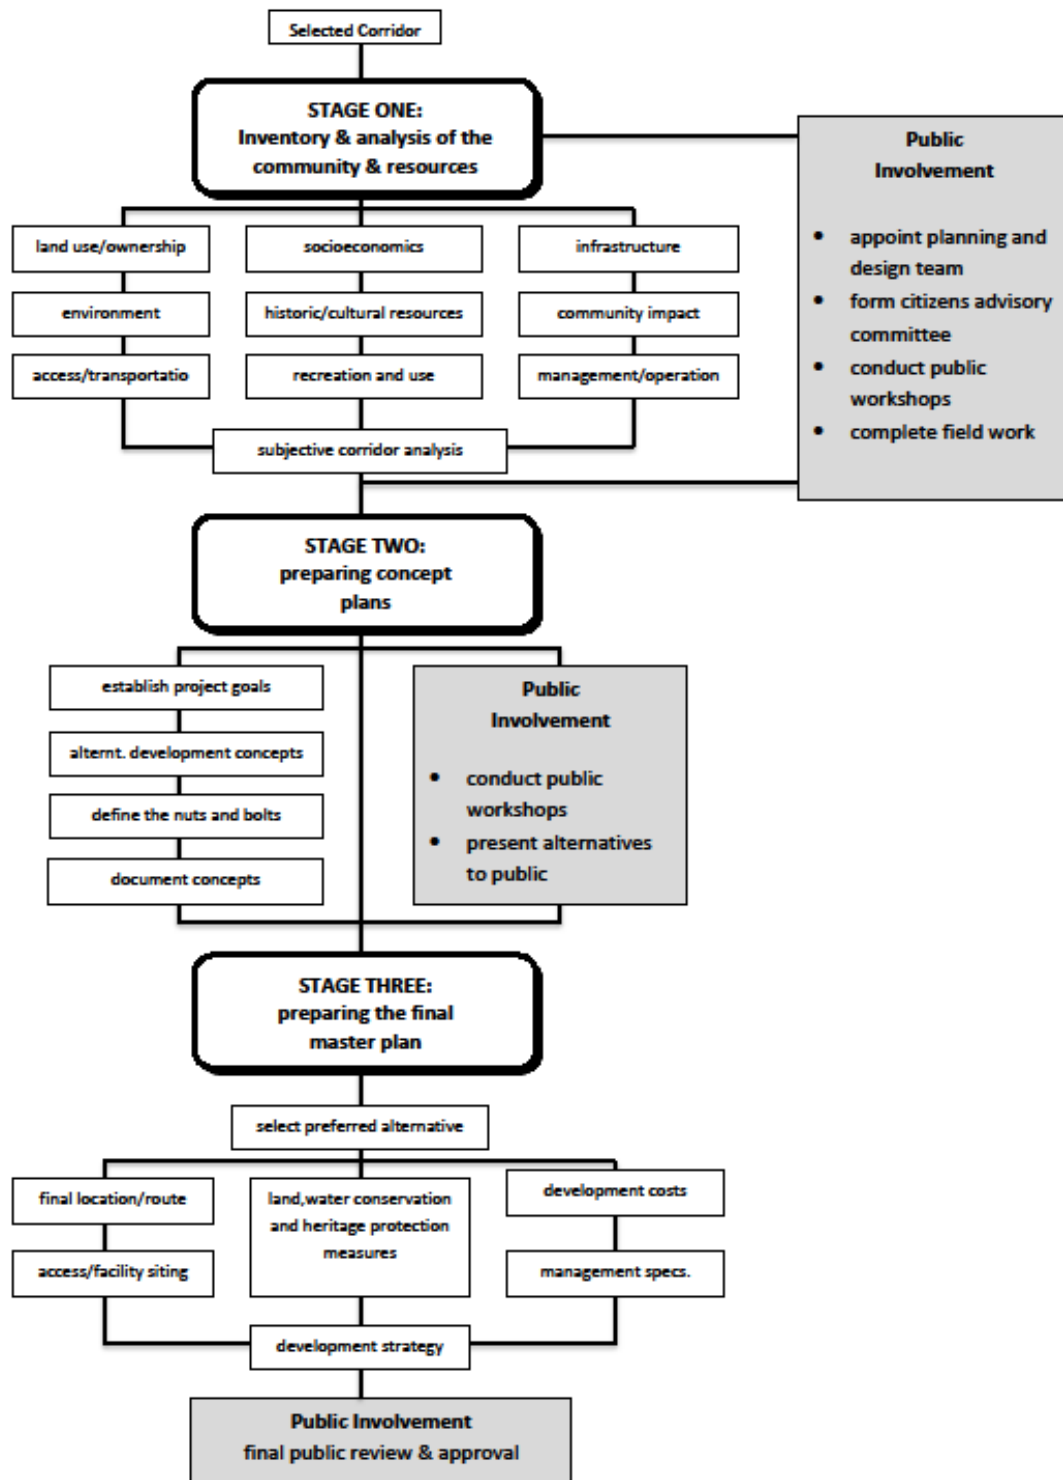 Selected Corridor
STAGE ONE:
Inventory & analysis of the
community & resources
Public
Involvement
• appoint planning and
design team
• form citizens advisory
committee
• conduct public
workshops
• complete field work
land use/ownership
socioeconomics
infrastructure
environment
historic/cultural resources
community impact
access/transportatio
recreation and use
management/operation
subjective corridor analysis
STAGE TWO:
preparing concept
plans
establish project goals
alternt. development concepts
define the nuts and bolts
document concepts
Public
Involvement
• conduct public
workshops
• present alternatives
to public
STAGE THREE:
preparing the final
master plan
select preferred alternative
final location/route
land,water conservation
and heritage protection
measures
development costs
access/facility siting
management specs.
development strategy
Public Involvement
final public review & approval